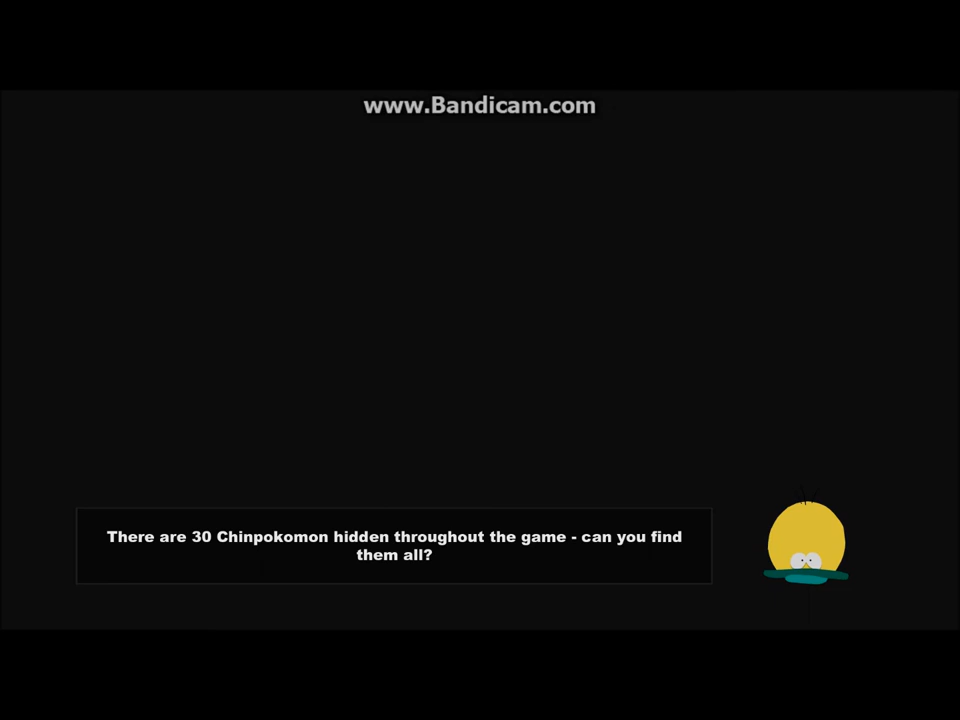 www.Bandicam.com
There are 30 Chinpokomon hidden throughout the game - can you find
them all?